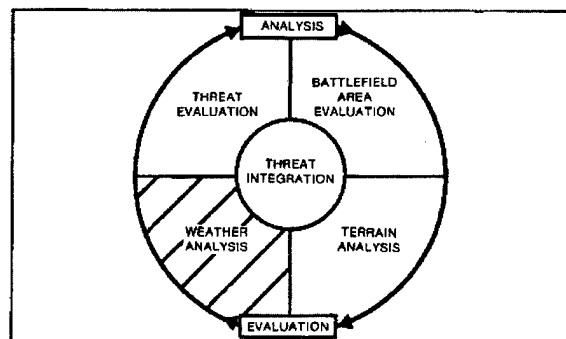 ANALYSIS
THREAT
EVALUATION
BATTLEFIELD
AREA
EVALUATION
THREAT
INTEGRATION
WEATHER
ANALYSIS
TERRAIN
ANALYSIS
EVALUATION